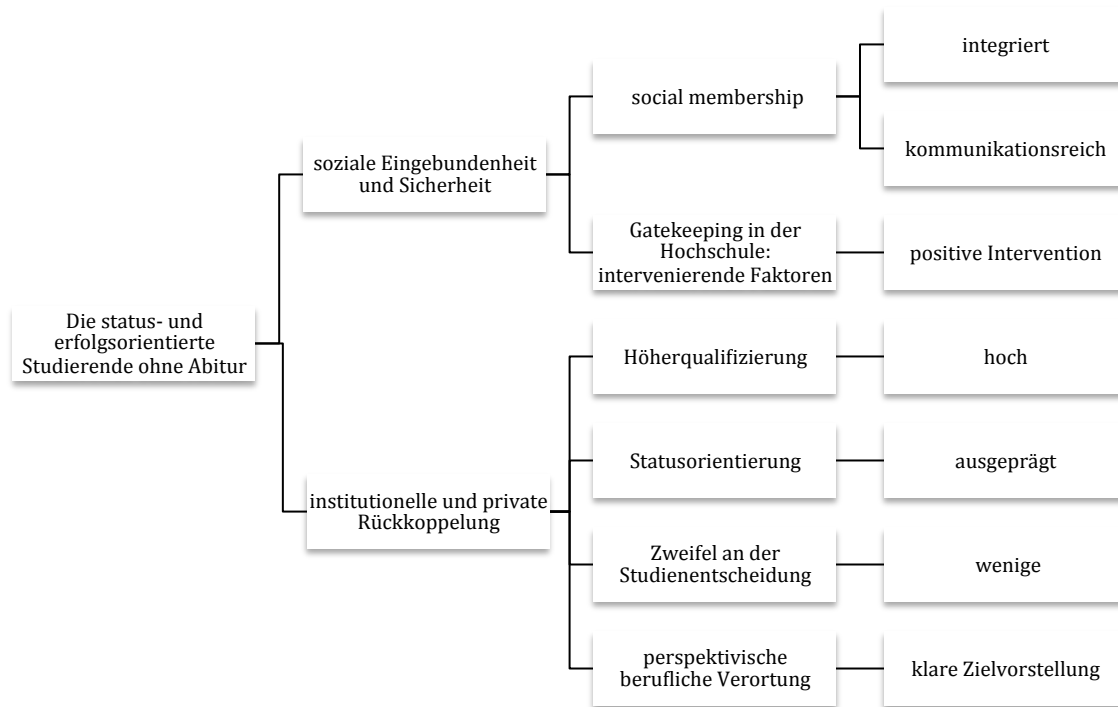 integriert
social membership
kommunikationsreich
soziale Eingebundenheit
und Sicherheit
Gatekeeping in der
Hochschule:
intervenierende Faktoren
positive Intervention
Die status- und
erfolgsorientierte
Studierende ohne Abitur
Höherqualifizierung
hoch
Statusorientierung
ausgeprägt
institutionelle und private
Rückkoppelung
Zweifel an der
Studienentscheidung
wenige
perspektivische
berufliche Verortung
klare Zielvorstellung